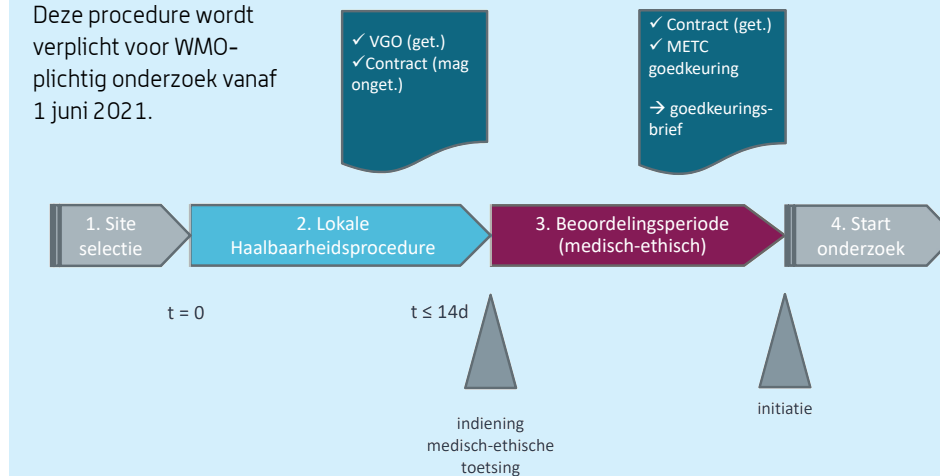 Deze procedure wordt
verplicht voor WMO-
plichtig onderzoek vanaf
1 juni 2021.
✓ VGO (get.)
✓Contract (mag
onget.)
✓ Contract (get.)
✓ METC
goedkeuring
→ goedkeurings-
brief
1. Site
selectie
2. Lokale
Haalbaarheidsprocedure
3. Beoordelingsperiode
(medisch-ethisch)
4. Start
onderzoek
t = 0
t ≤ 14d
indiening
medisch-ethische
toetsing
initiatie